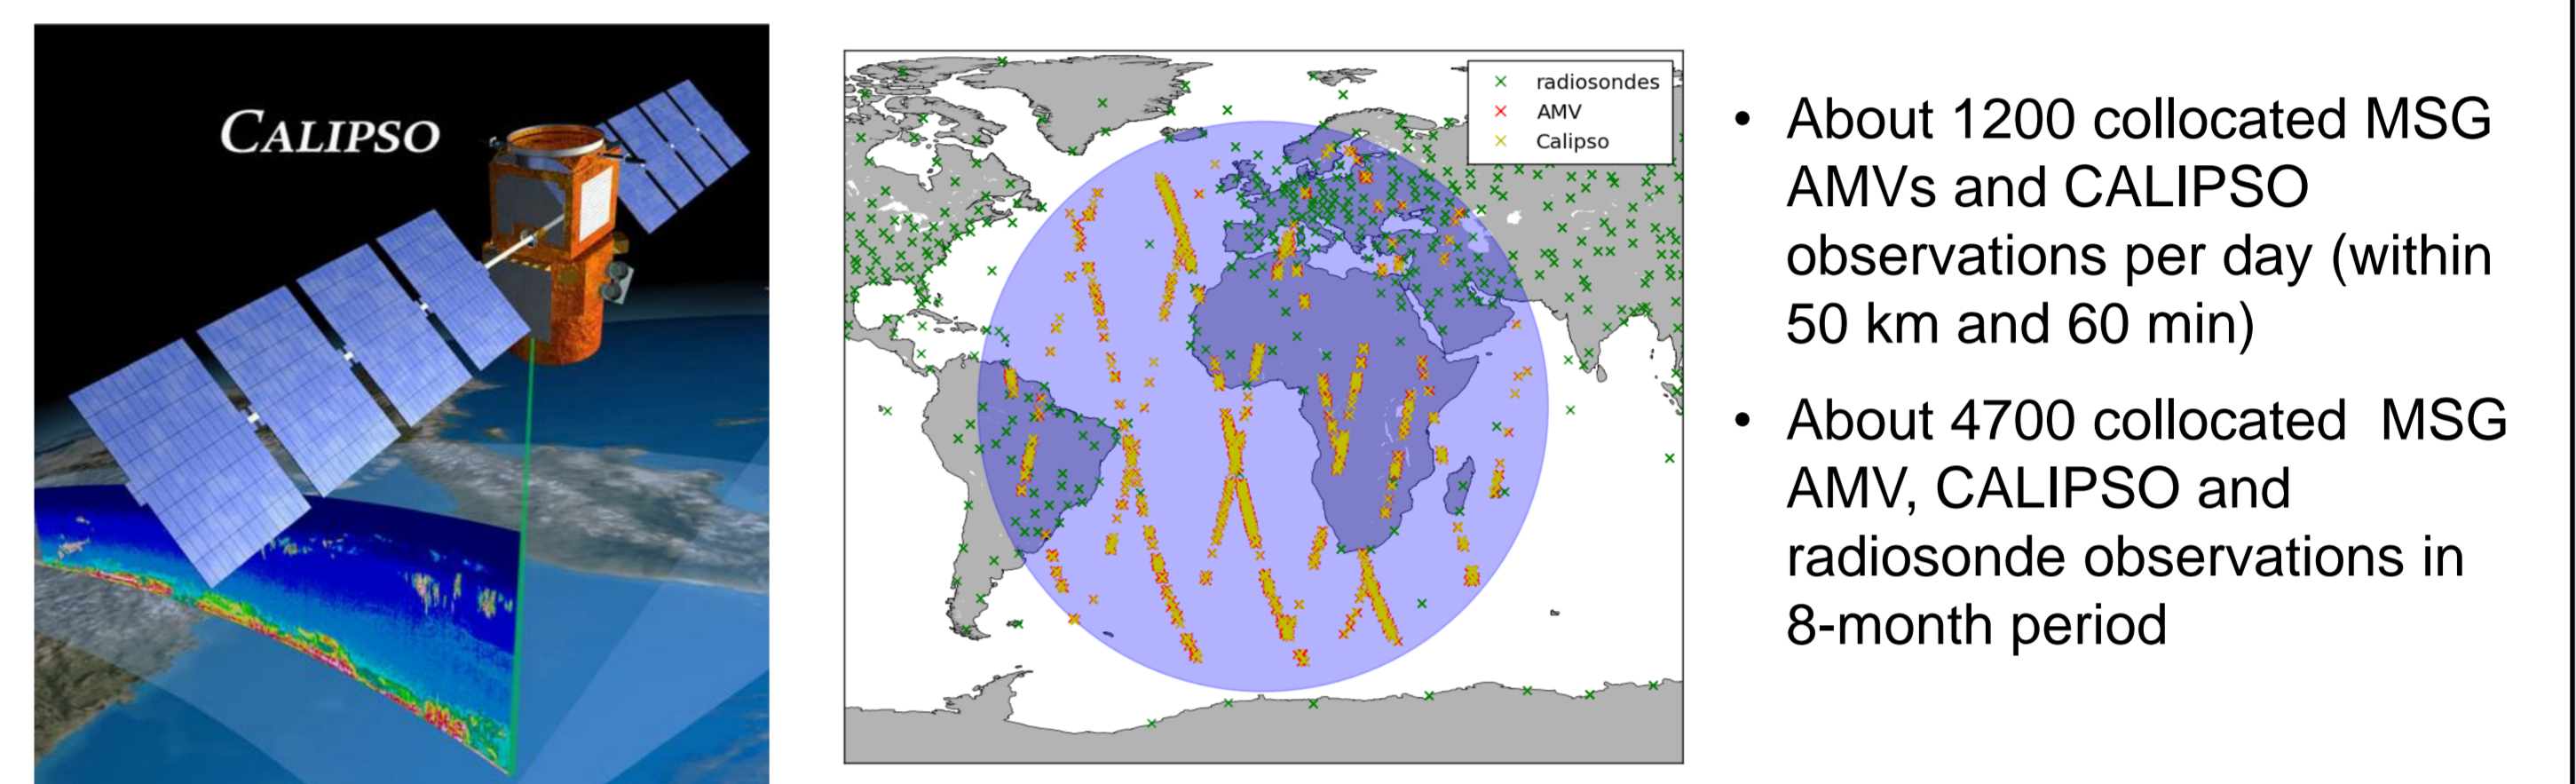 CALIPSO
radiosondes
AMV
Calipso
• About 1200 collocated MSG
AMVs and CALIPSO
observations per day (within
50 km and 60 min)
• About 4700 collocated  MSG
AMV, CALIPSO and
radiosonde observations in
8-month period